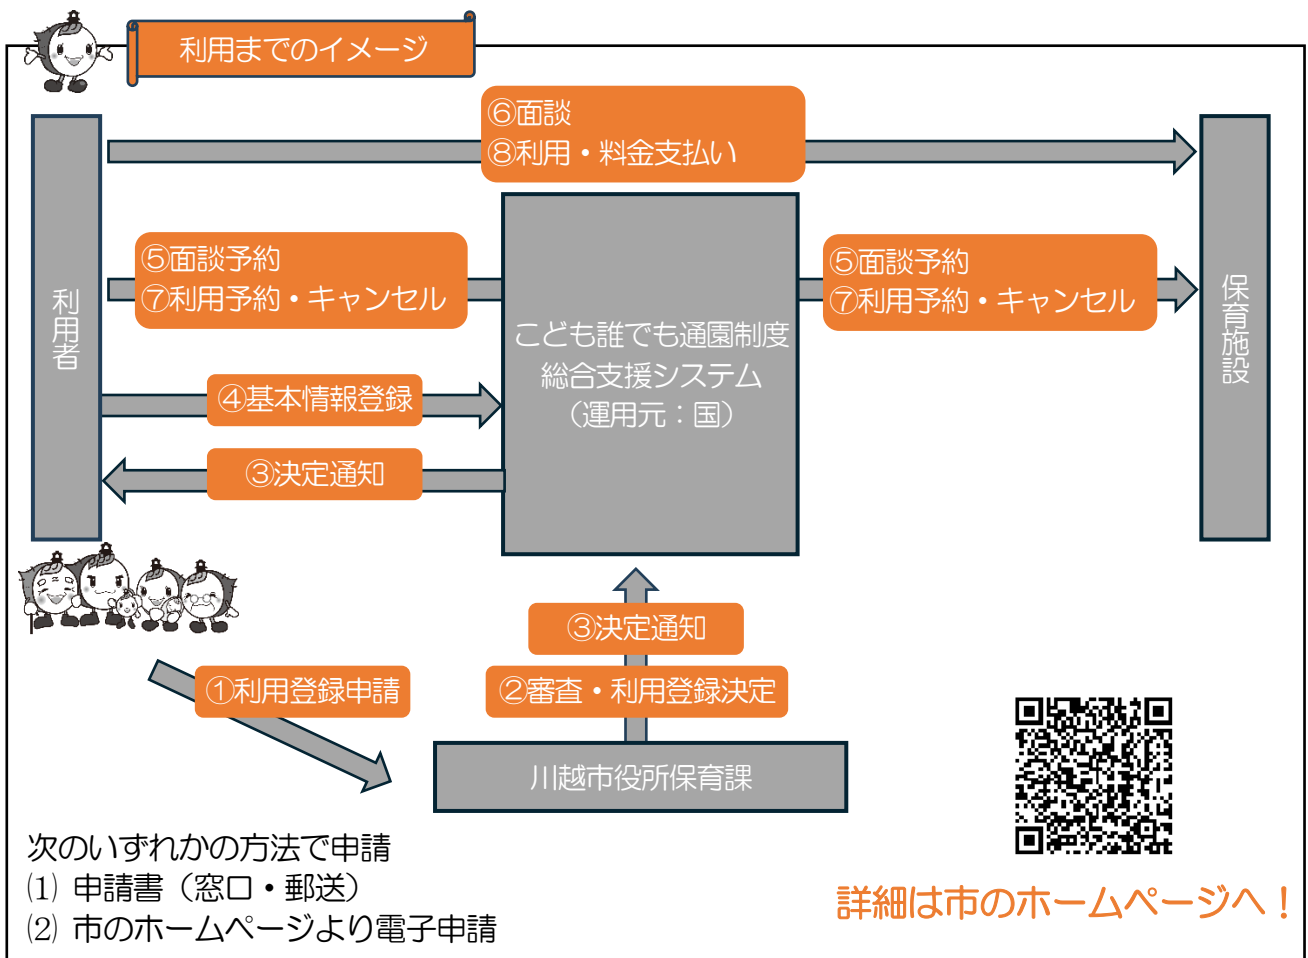 利用までのイメージ
⑥面談
⑧利用・料金支払い
⑤面談予約
⑦利用予約・キャンセル
⑤面談予約
⑦利用予約・キャンセル
利用者
こども誰でも通園制度
総合支援システム
（運用元：国）
保育施設
④基本情報登録
③決定通知
③決定通知
①利用登録申請
②審査・利用登録決定
川越市役所保育課
次のいずれかの方法で申請
⑴ 申請書（窓口・郵送）
⑵ 市のホームページより電子申請
詳細は市のホームページへ！